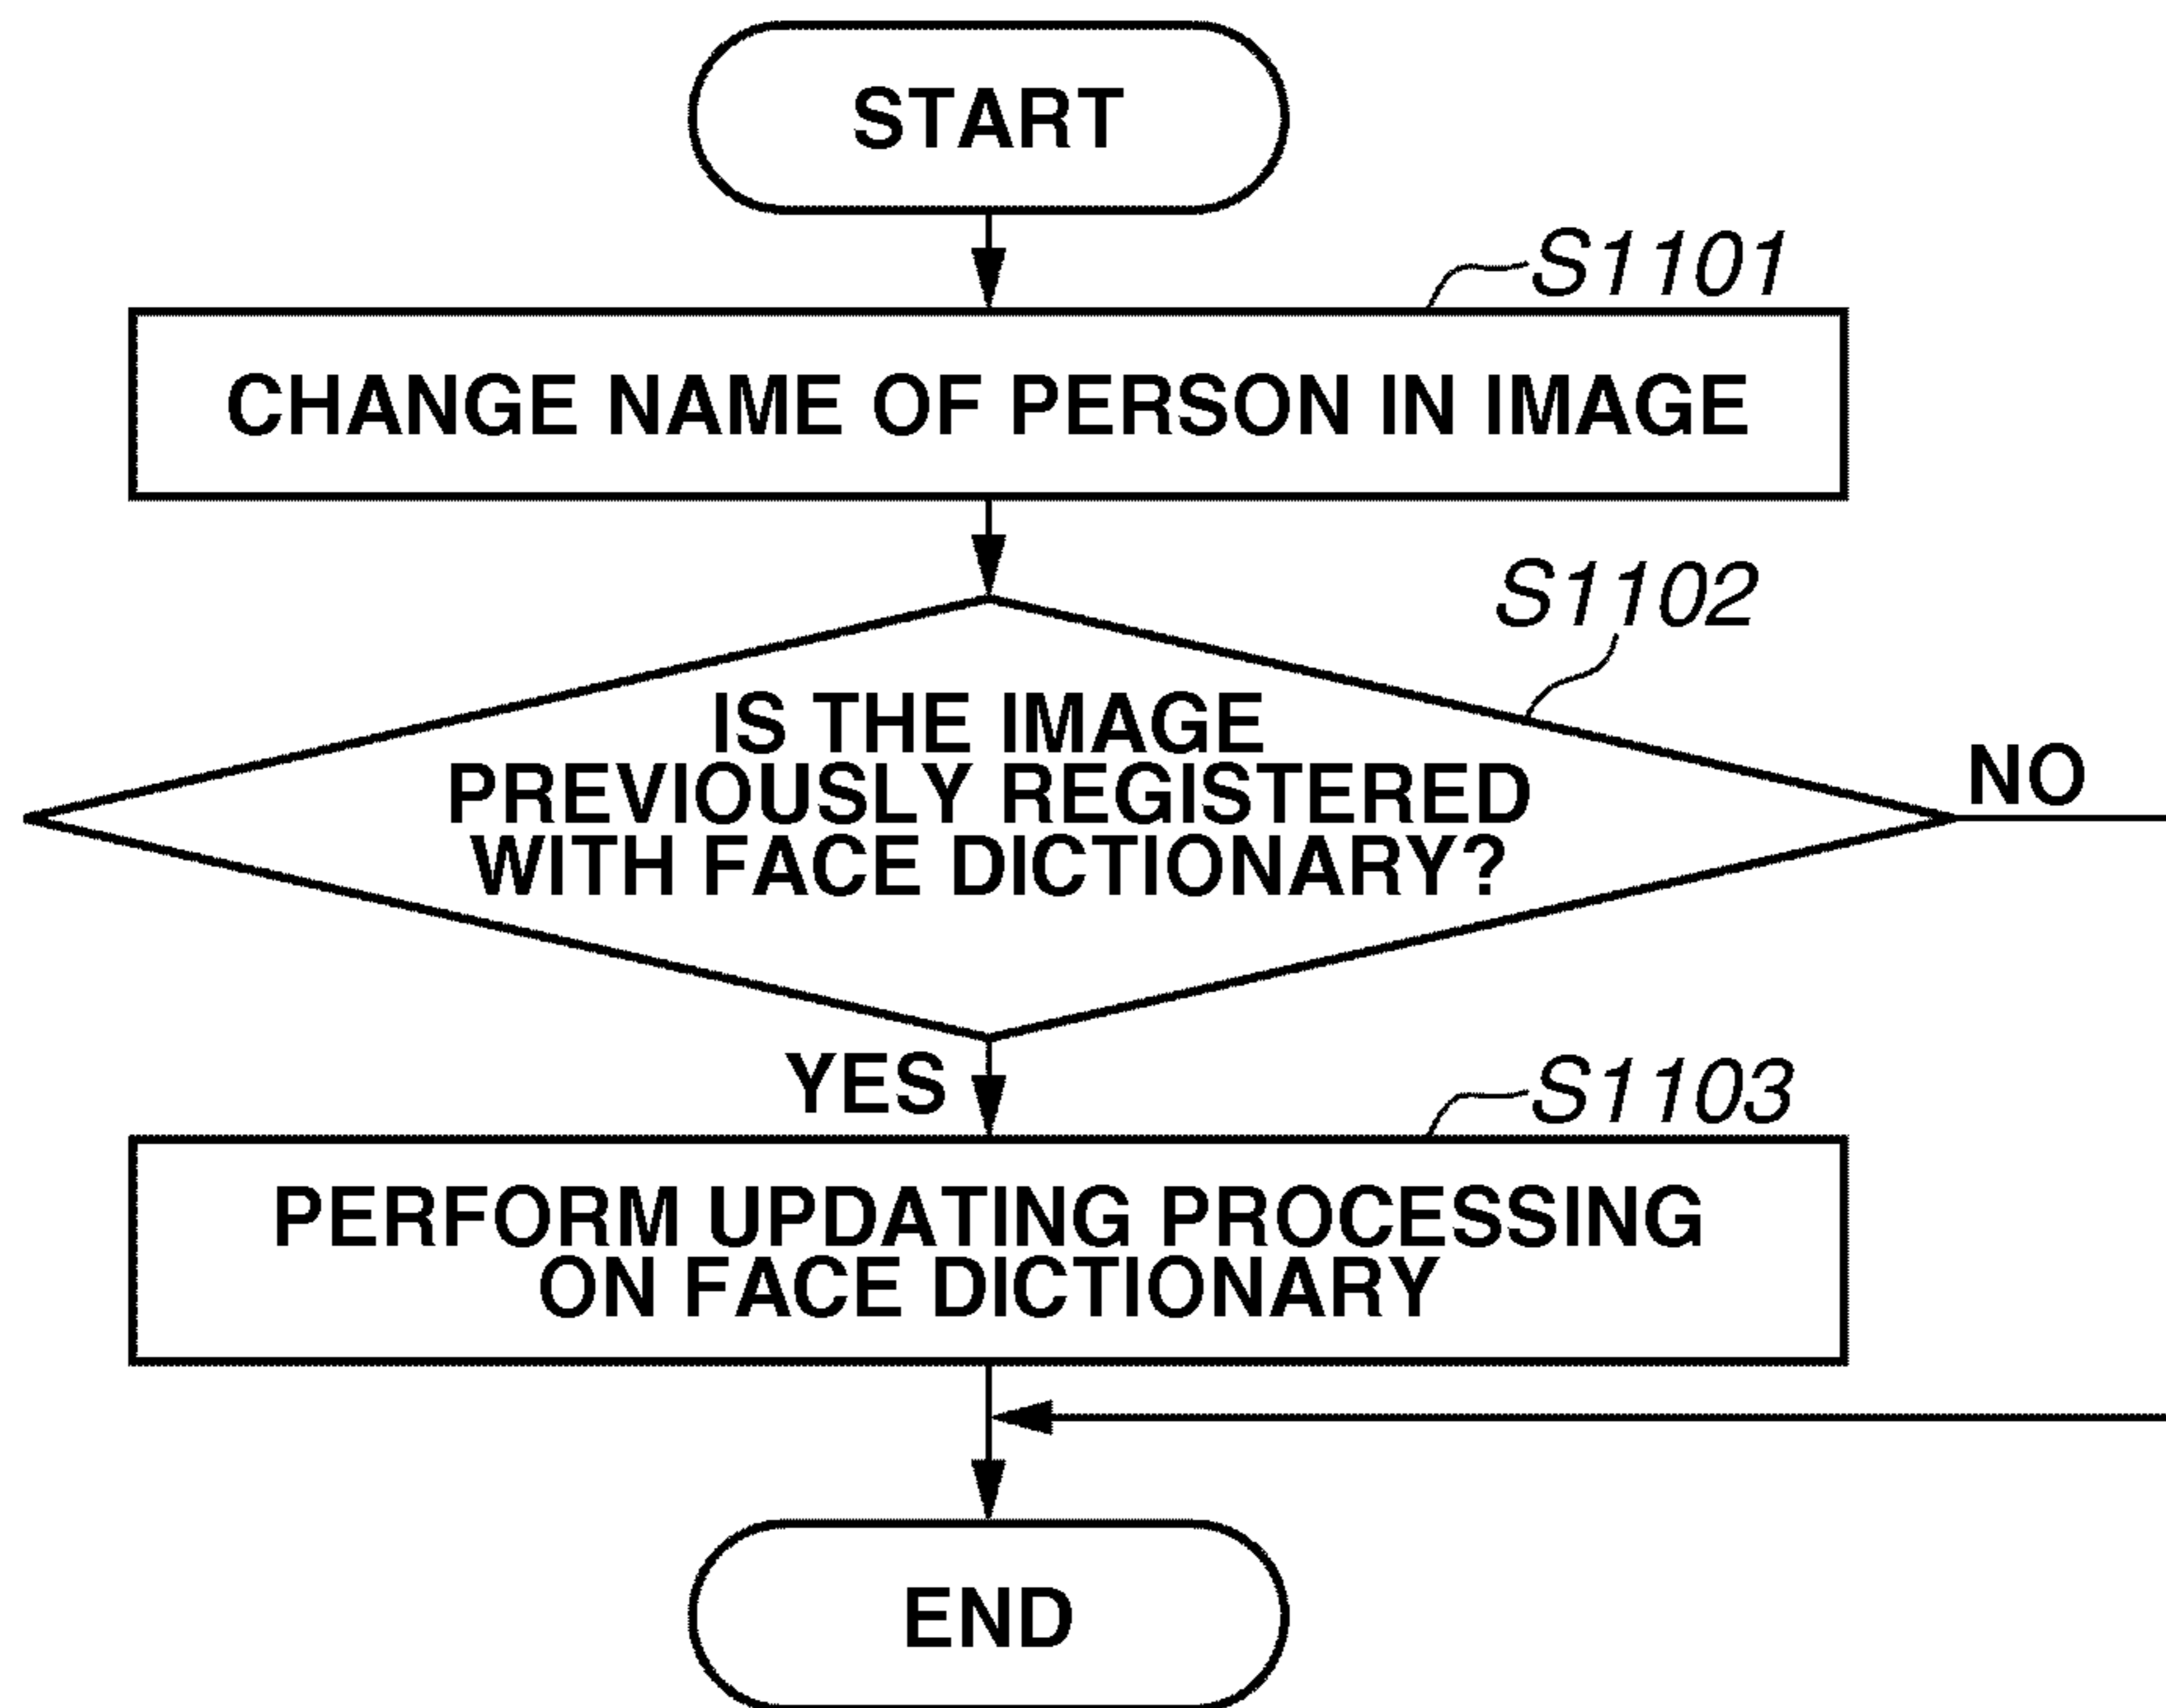 START
S1101
CHANGE NAME OF PERSON IN IMAGE
S1102
IS THE IMAGE
PREVIOUSLY REGISTERED
WITH FACE DICTIONARY?
NO
YES
S1103
PERFORM UPDATING PROCESSING
ON FACE DICTIONARY
END